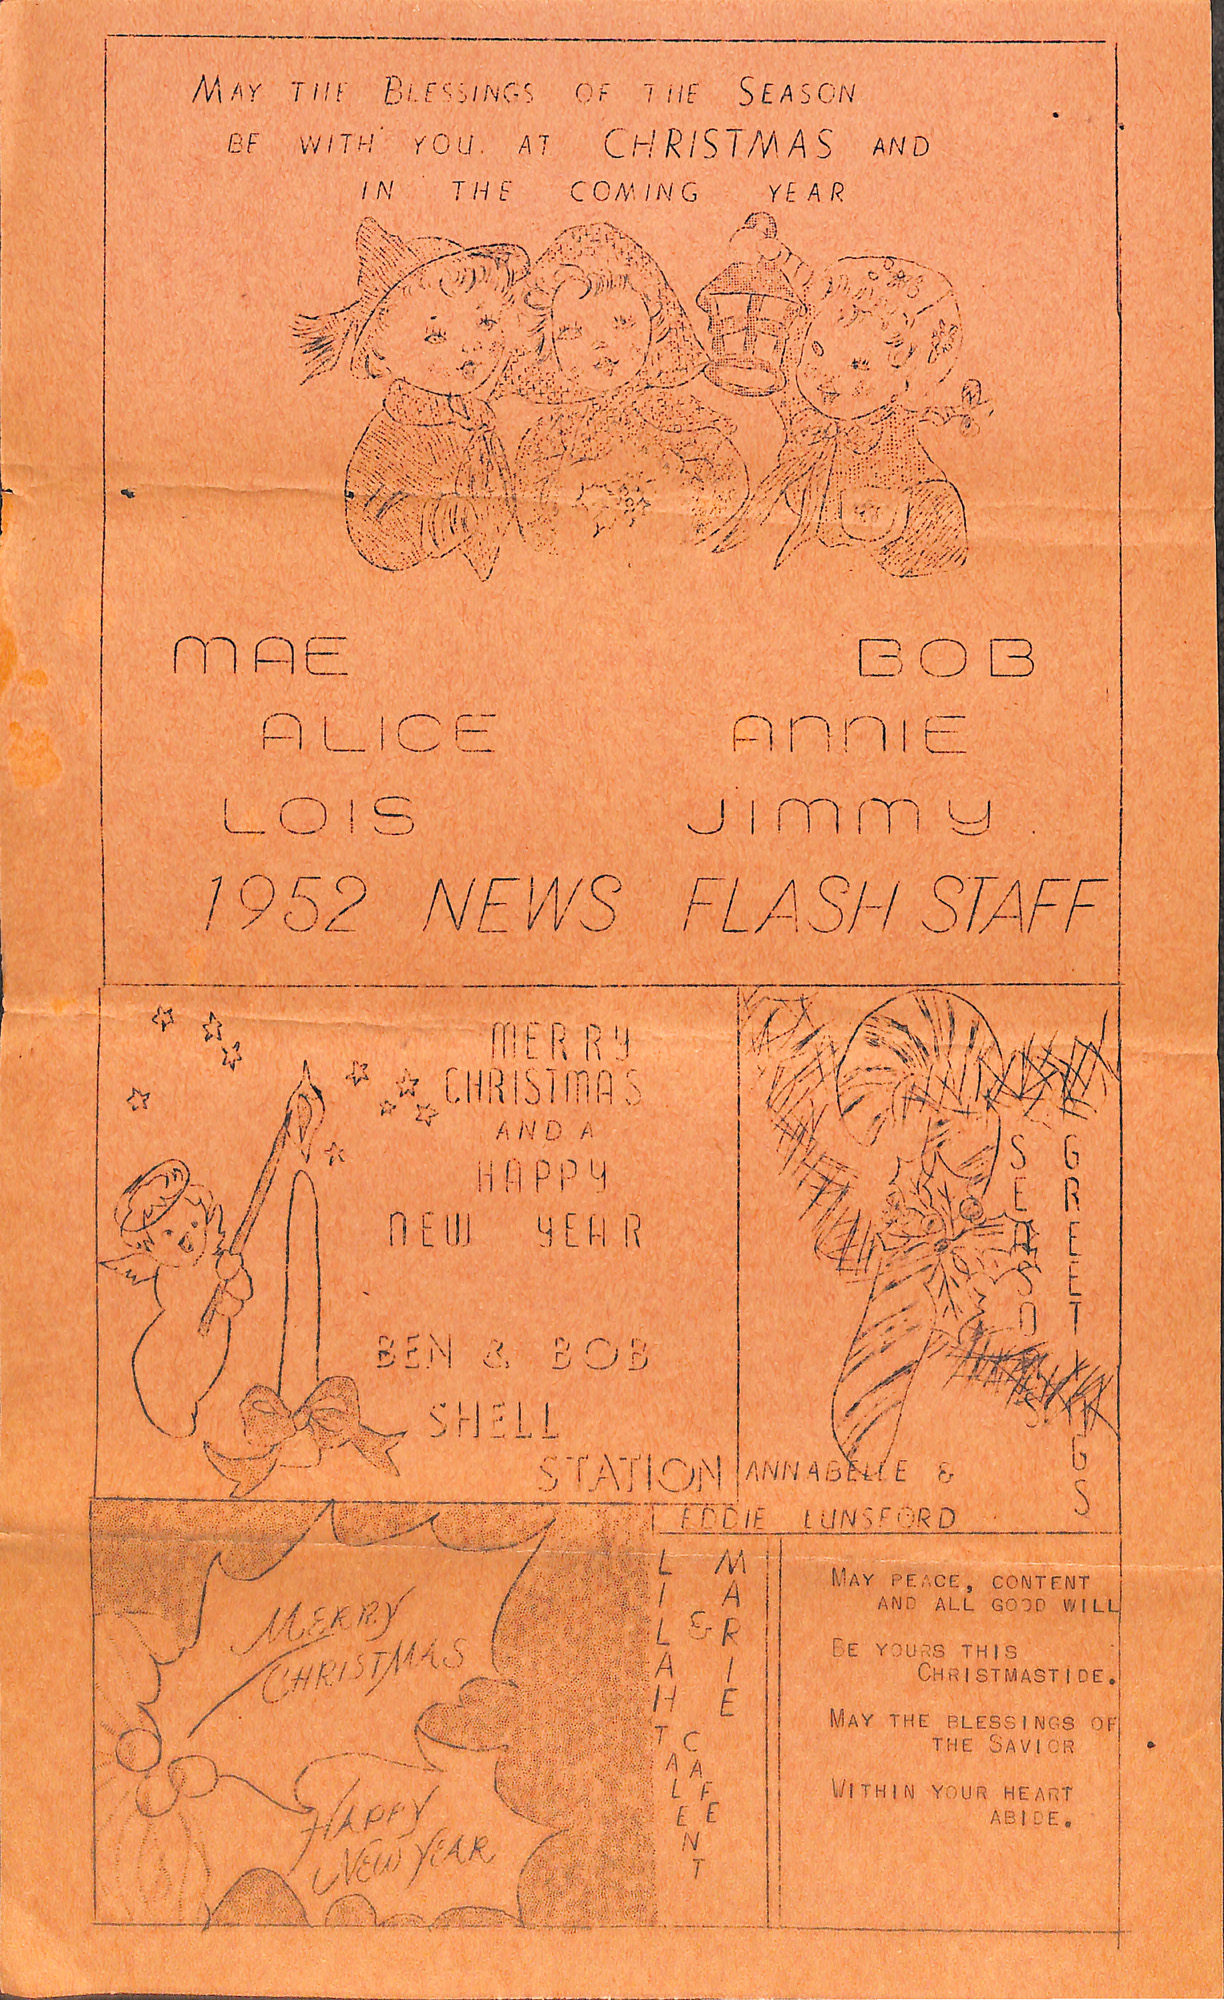 MAY THE BLESSINGS OF THE SEASON
BE WITH YOU AT CHRISTMAS AND
IN THE COMING YEAR
MAE BOB
ALICE ANNIE
LOIS JIMMY
1952 NEWS FLASH STAFF
MERRY
CHRISTMAS
AND A
HAPPY
NEW YEAR
BEN & BOB
SHELL
STATION
SEASONS
GREETINGS
ANNABELLE &
EDDIE LUNSFORD
MERRY
CHRISTMAS
HAPPY
NEW YEAR
LILLAH
&
MARIE
TALLENT
CAFE
MAY PEACE, CONTENT
AND ALL GOOD WILL
BE YOURS THIS
CHRISTMASTIDE.
MAY THE BLESSINGS OF
THE SAVIOR
WITHIN YOUR HEART
ABIDE.